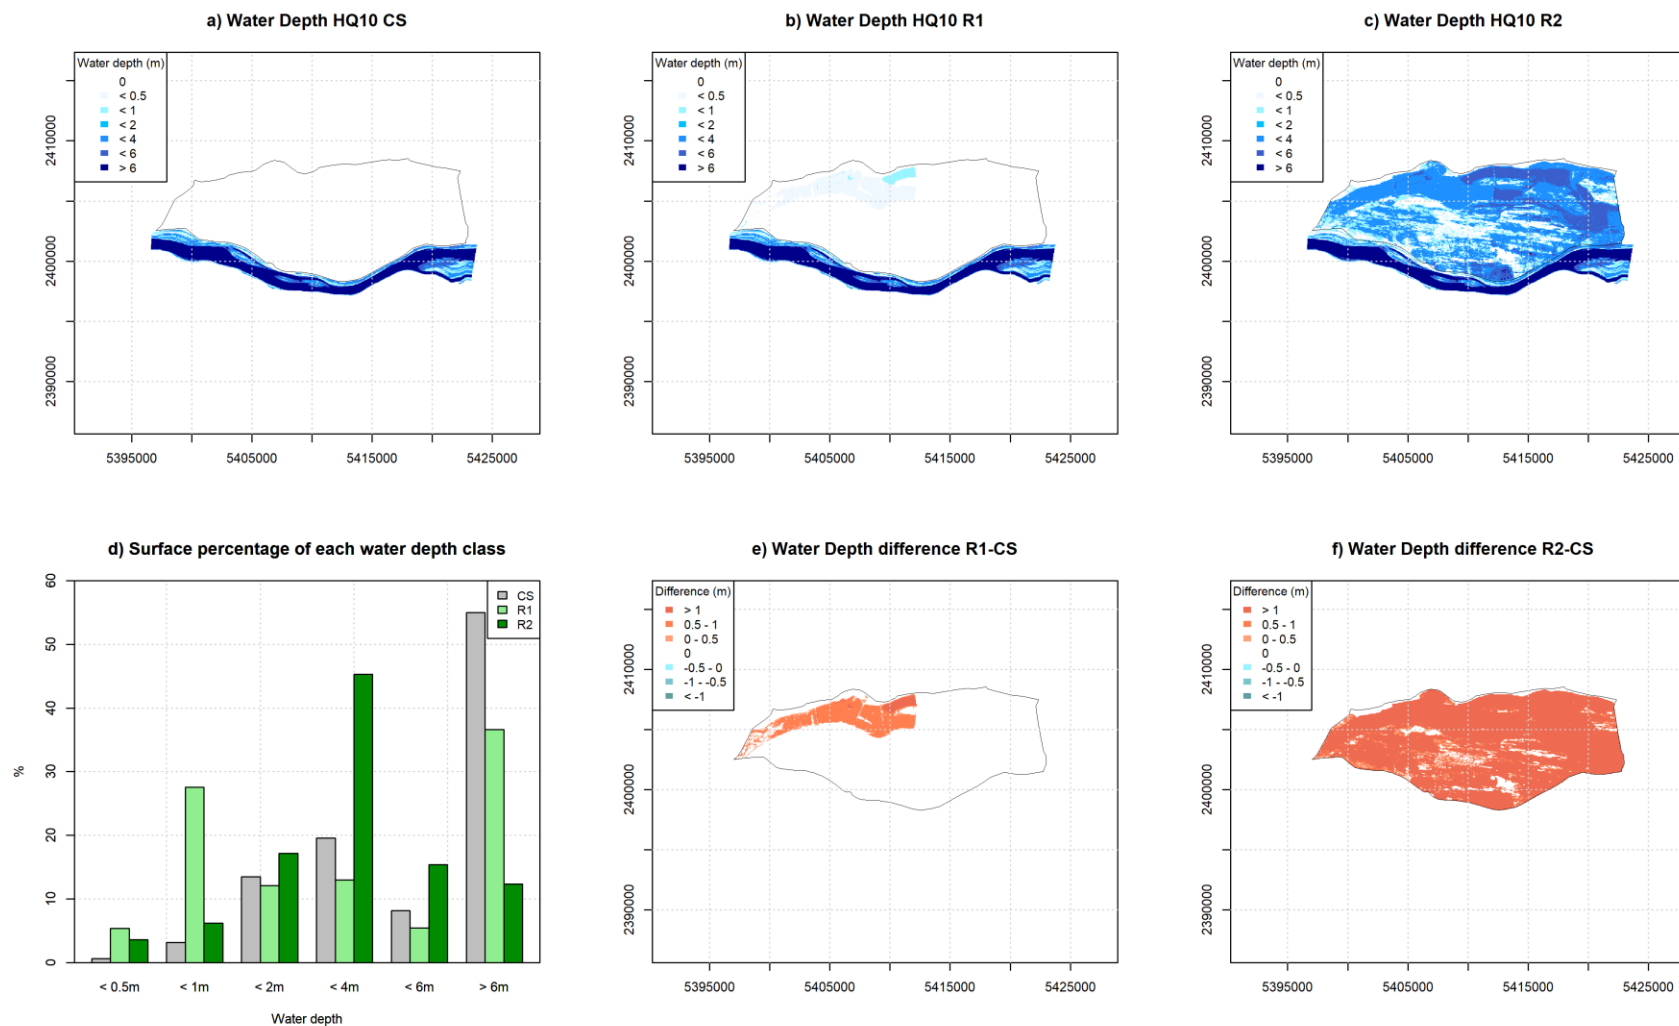 a) Water Depth HQ10 CS
Water depth (m)
0
< 0.5
< 1
< 2
< 4
< 6
> 6
2410000
2400000
2390000
5395000 5405000 5415000 5425000
b) Water Depth HQ10 R1
Water depth (m)
0
< 0.5
< 1
< 2
< 4
< 6
> 6
2410000
2400000
2390000
5395000 5405000 5415000 5425000
c) Water Depth HQ10 R2
Water depth (m)
0
< 0.5
< 1
< 2
< 4
< 6
> 6
2410000
2400000
2390000
5395000 5405000 5415000 5425000
d) Surface percentage of each water depth class
CS
R1
R2
60
50
40
30
20
10
0
%
< 0.5m < 1m < 2m < 4m < 6m > 6m
Water depth
e) Water Depth difference R1-CS
Difference (m)
> 1
0.5 - 1
0 - 0.5
0
-0.5 - 0
-1 - -0.5
< -1
2410000
2400000
2390000
5395000 5405000 5415000 5425000
f) Water Depth difference R2-CS
Difference (m)
> 1
0.5 - 1
0 - 0.5
0
-0.5 - 0
-1 - -0.5
< -1
2410000
2400000
2390000
5395000 5405000 5415000 5425000